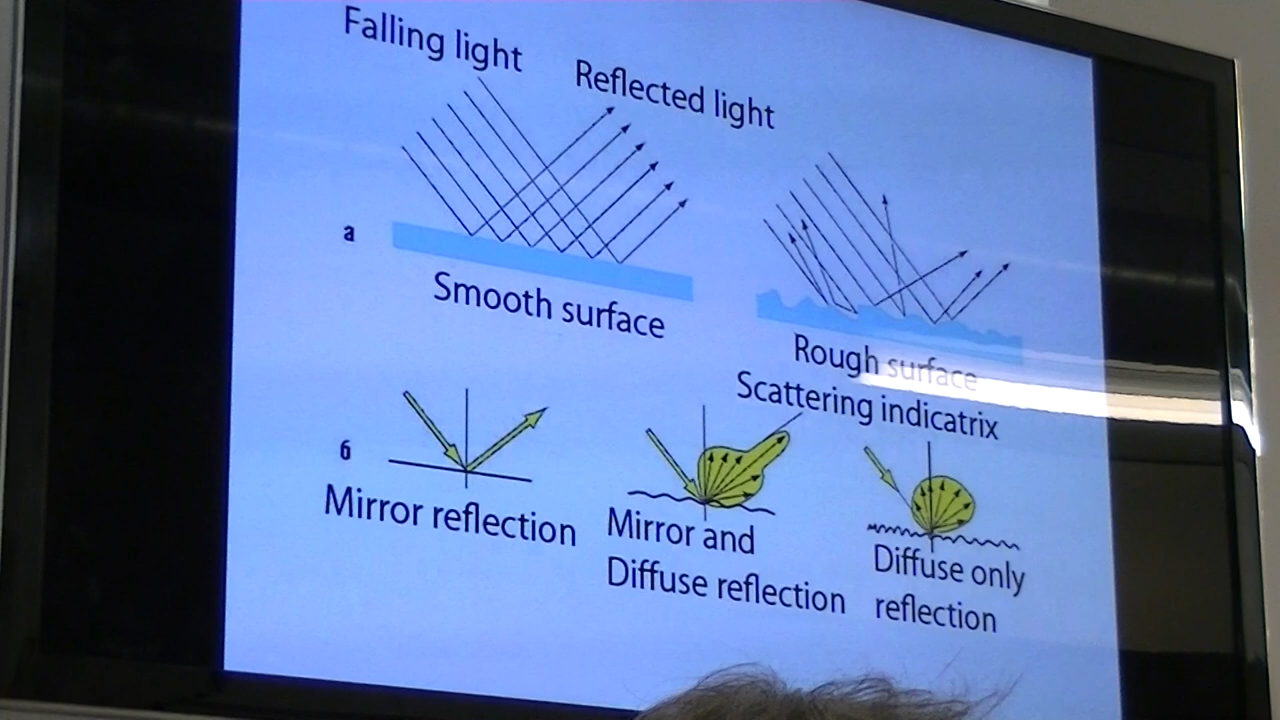 Falling light
Reflected light
а
Smooth surface
Rough surface
Scattering indicatrix
б
Mirror reflection
Mirror and
Diffuse reflection
Diffuse only
reflection